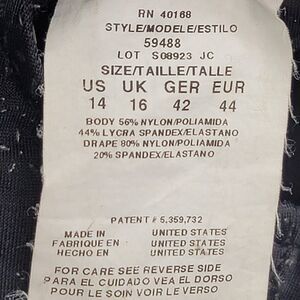 RN 40168
STYLE/MODELE/ESTILO
59488
LOT S08923 JC
SIZE/TAILLE/TALLE
US UK GER EUR
14 16 42 44
BODY 56% NYLON/POLIAMIDA
44% LYCRA SPANDEX/ELASTANO
DRAPE 80% NYLON/POLIAMIDA
20% SPANDEX/ELASTANO
PATENT # 5,359,732
MADE IN UNITED STATES
FABRIQUE EN UNITED STATES
HECHO EN UNITED STATES
FOR CARE SEE REVERSE SIDE
PARA EL CUIDADO VEA EL DORSO
POUR LE SOIN VOIR LE VERSO